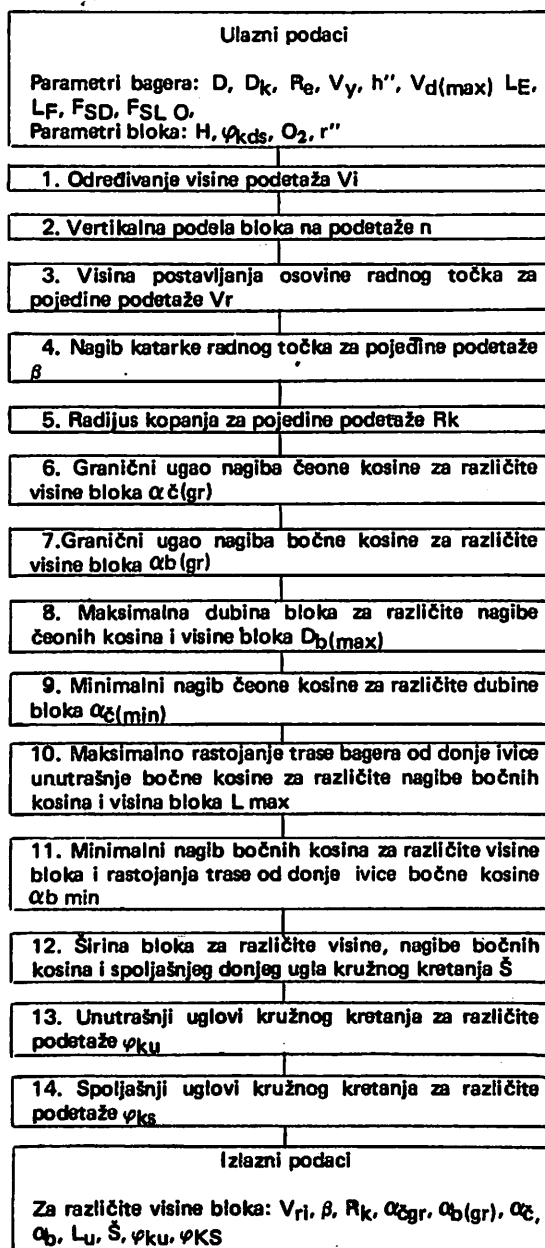 Ulazni podaci
Parametri bagera: D, Dk, Re, Vy, h'', Vd(max) LE,
LF, FSD, FSL O,
Parametri bloka: H, φkds, O2, r''
1. Određivanje visine podetaža Vi
2. Vertikalna podela bloka na podetaže n
3. Visina postavljanja osovine radnog točka za
pojedine podetaže Vr
4. Nagib katarke radnog točka za pojedine podetaže
β
5. Radijus kopanja za pojedine podetaže Rk
6. Granični ugao nagiba čeone kosine za različite
visine bloka αč(gr)
7.Granični ugao nagiba bočne kosine za različite
visine bloka αb(gr)
8. Maksimalna dubina bloka za različite nagibe
čeonih kosina i visine bloka Db(max)
9. Minimalni nagib čeone kosine za različite dubine
bloka αč(min)
10. Maksimalno rastojanje trase bagera od donje ivice
unutrašnje bočne kosine za različite nagibe bočnih
kosina i visina bloka L max
11. Minimalni nagib bočnih kosina za različite visine
bloka i rastojanja trase od donje ivice bočne kosine
αb min
12. Širina bloka za različite visine, nagibe bočnih
kosina i spoljašnjeg donjeg ugla kružnog kretanja Š
13. Unutrašnji uglovi kružnog kretanja za različite
podetaže φku
14. Spoljašnji uglovi kružnog kretanja za različite
podetaže φks
Izlazni podaci
Za različite visine bloka: Vri, β, Rk, αčgr, αb(gr), αč,
αb, Lu, Š, φku, φKS